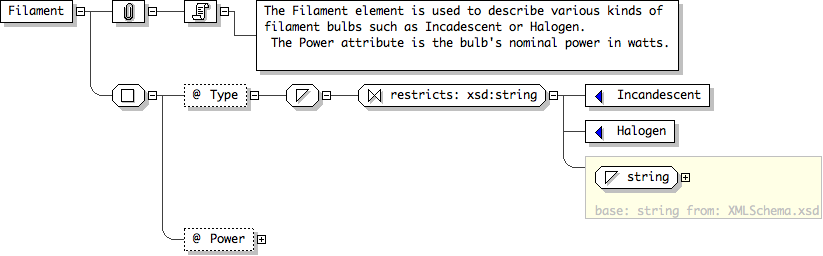 Filament
The Filament element is used to describe various kinds of
filament bulbs such as Incadescent or Halogen.
The Power attribute is the bulb's nominal power in watts.
@ Type
restricts: xsd:string
Incandescent
Halogen
string
base: string from: XMLSchema.xsd
@ Power